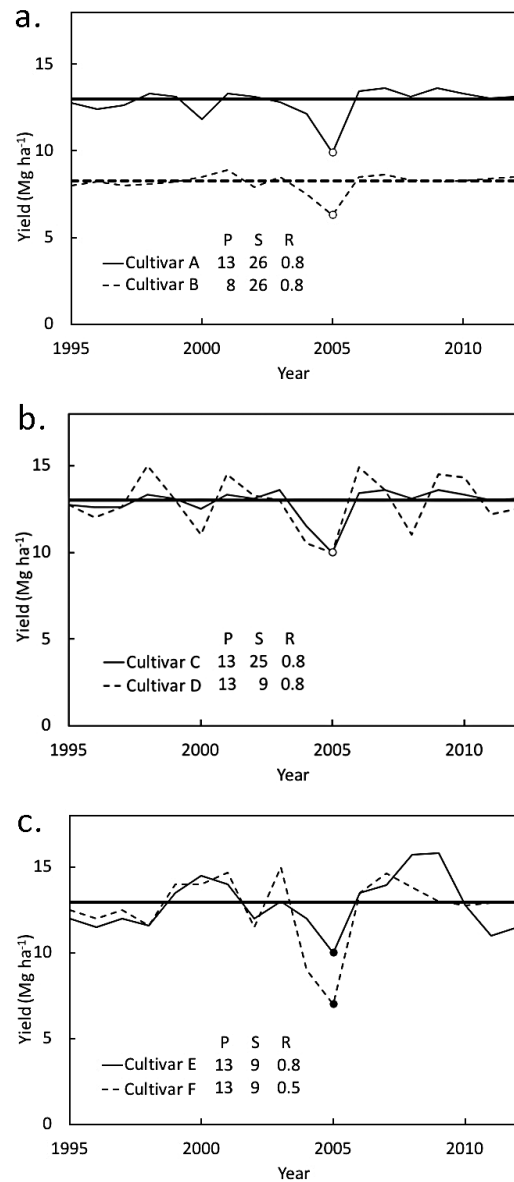 a.
15
10
5
0
Yield (Mg ha⁻¹)
P S R
Cultivar A 13 26 0.8
Cultivar B 8 26 0.8
1995 2000 2005 2010
Year
b.
15
10
5
0
Yield (Mg ha⁻¹)
P S R
Cultivar C 13 25 0.8
Cultivar D 13 9 0.8
1995 2000 2005 2010
Year
c.
15
10
5
0
Yield (Mg ha⁻¹)
P S R
Cultivar E 13 9 0.8
Cultivar F 13 9 0.5
1995 2000 2005 2010
Year